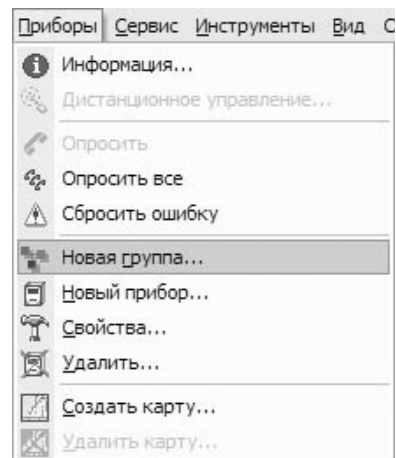 Приборы Сервис Инструменты Вид
Информация...
Дистанционное управление...
Опросить
Опросить все
Сбросить ошибку
Новая группа...
Новый прибор...
Свойства...
Удалить...
Создать карту...
Удалить карту...